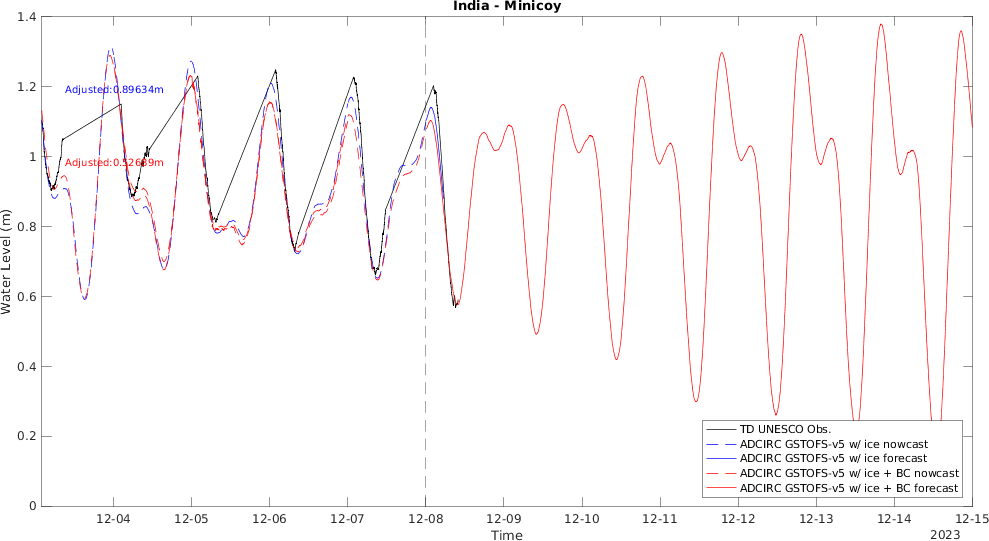 India - Minicoy
1.4
1.2
1
0.8
0.6
0.4
0.2
0
Water Level (m)
Adjusted:0.89634m
Adjusted:0.52689m
TD UNESCO Obs.
ADCIRC GSTOFS-v5 w/ ice nowcast
ADCIRC GSTOFS-v5 w/ ice forecast
ADCIRC GSTOFS-v5 w/ ice + BC nowcast
ADCIRC GSTOFS-v5 w/ ice + BC forecast
12-04 12-05 12-06 12-07 12-08 12-09 12-10 12-11 12-12 12-13 12-14 12-15
Time
2023